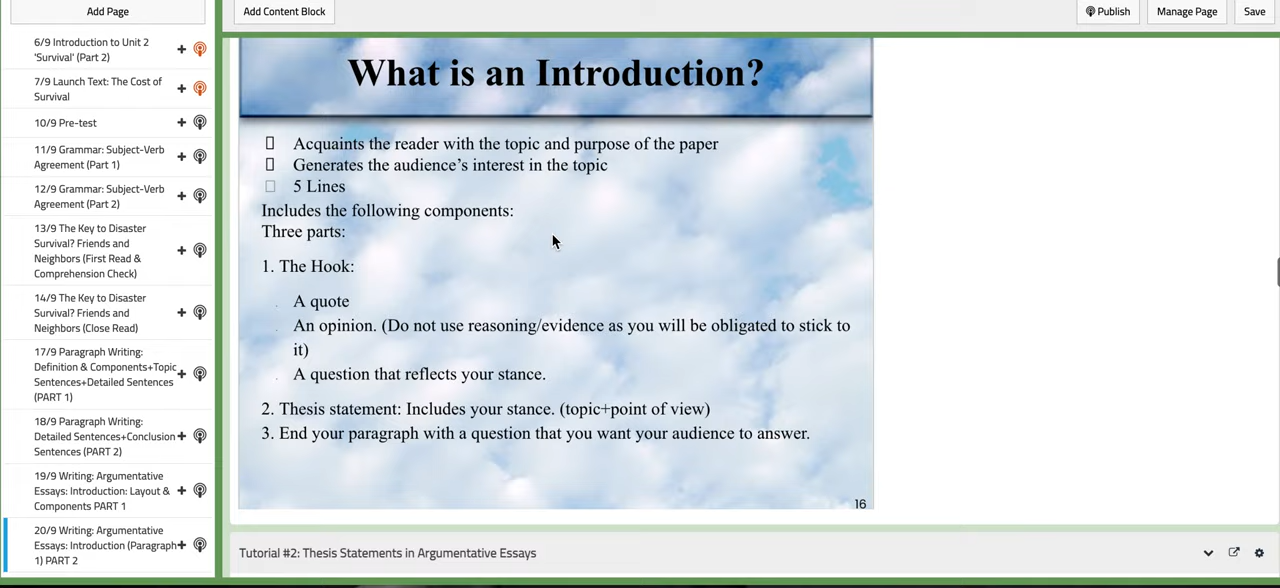 Add Page
Add Content Block
Publish
Manage Page
Save
6/9 Introduction to Unit 2
'Survival' (Part 2)
7/9 Launch Text: The Cost of
Survival
10/9 Pre-test
11/9 Grammar: Subject-Verb
Agreement (Part 1)
12/9 Grammar: Subject-Verb
Agreement (Part 2)
13/9 The Key to Disaster
Survival? Friends and
Neighbors (First Read &
Comprehension Check)
14/9 The Key to Disaster
Survival? Friends and
Neighbors (Close Read)
17/9 Paragraph Writing:
Definition & Components+Topic
Sentences+Detailed Sentences
(PART 1)
18/9 Paragraph Writing:
Detailed Sentences+Conclusion
Sentences (PART 2)
19/9 Writing: Argumentative
Essays: Introduction: Layout &
Components PART 1
20/9 Writing: Argumentative
Essays: Introduction (Paragraph
1) PART 2
What is an Introduction?
Acquaints the reader with the topic and purpose of the paper
Generates the audience’s interest in the topic
5 Lines
Includes the following components:
Three parts:
1. The Hook:
A quote
An opinion. (Do not use reasoning/evidence as you will be obligated to stick to
it)
A question that reflects your stance.
2. Thesis statement: Includes your stance. (topic+point of view)
3. End your paragraph with a question that you want your audience to answer.
16
Tutorial #2: Thesis Statements in Argumentative Essays